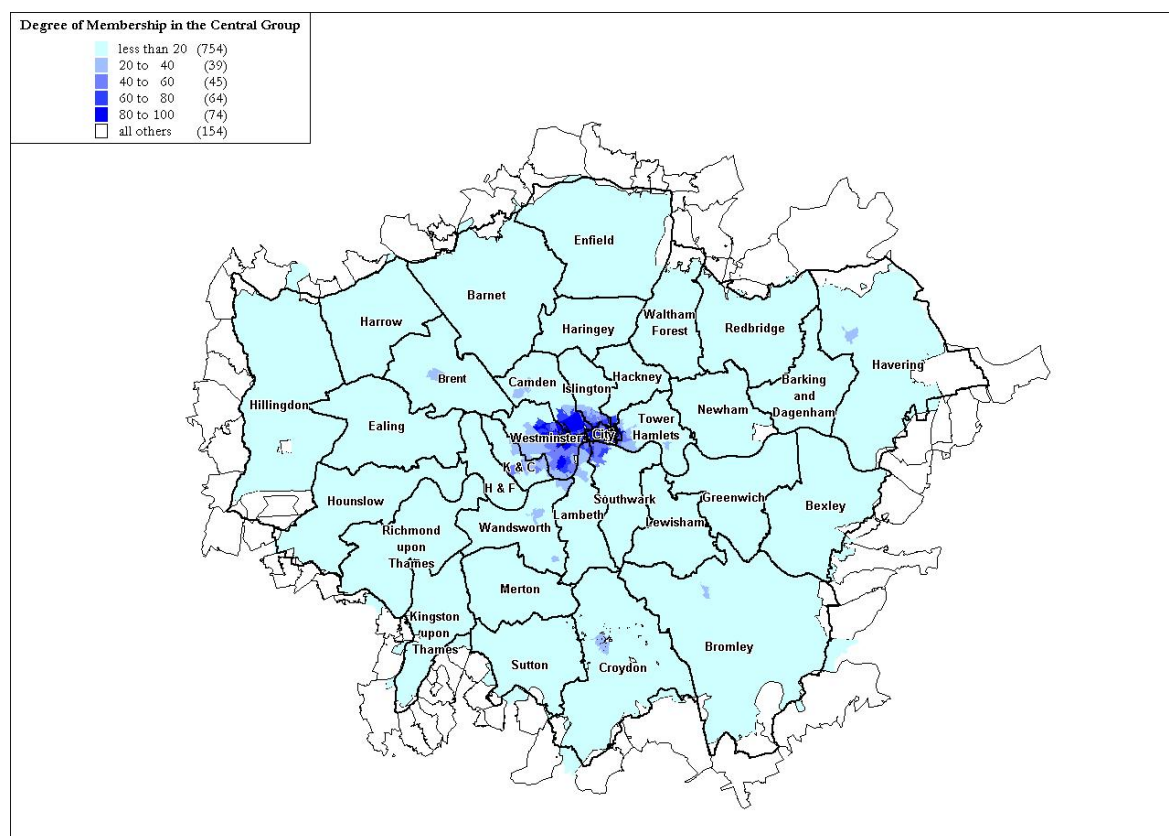 Degree of Membership in the Central Group
less than 20 (754)
20 to 40 (39)
40 to 60 (45)
60 to 80 (64)
80 to 100 (74)
all others (154)
Enfield
Barnet
Harrow
Haringey
Waltham
Forest
Redbridge
Havering
Brent
Camden
Islington
Hackney
Barking
and
Dagenham
Hillingdon
Ealing
Newham
Tower
Hamlets
Westminster
City
K & C
H & F
Hounslow
Southwark
Greenwich
Bexley
Richmond
upon
Thames
Wandsworth
Lambeth
Lewisham
Merton
Kingston
upon
Thames
Sutton
Croydon
Bromley